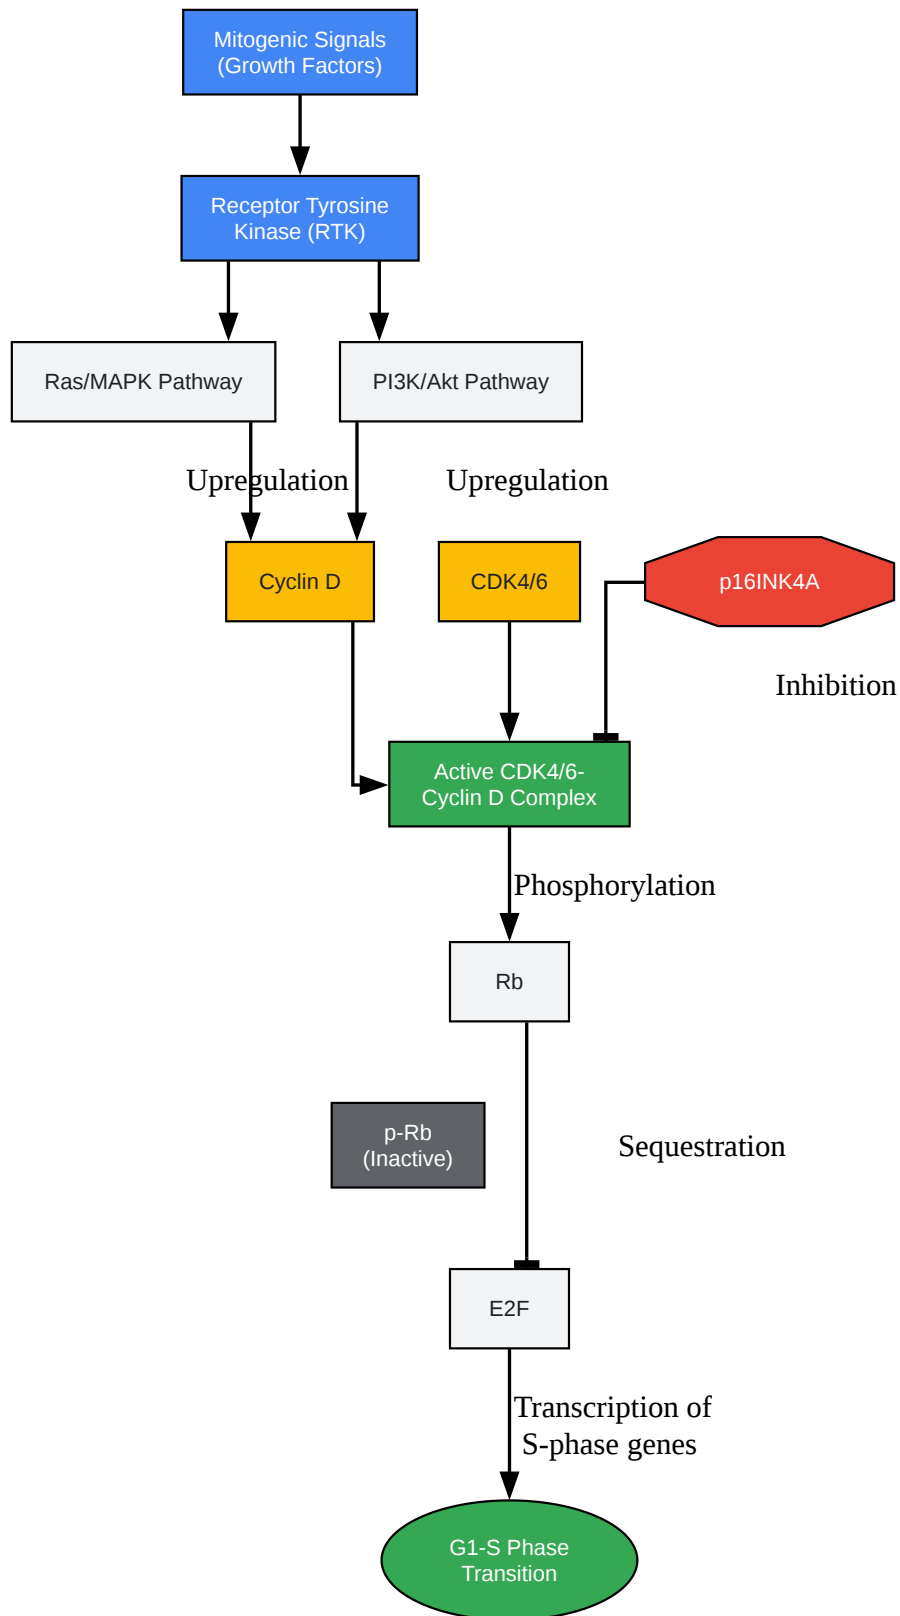 Mitogenic Signals
(Growth Factors)
Receptor Tyrosine
Kinase (RTK)
Ras/MAPK Pathway
PI3K/Akt Pathway
Upregulation
Upregulation
Cyclin D
CDK4/6
p16INK4A
Inhibition
Active CDK4/6-
Cyclin D Complex
Phosphorylation
Rb
p-Rb
(Inactive)
Sequestration
E2F
Transcription of
S-phase genes
G1-S Phase
Transition